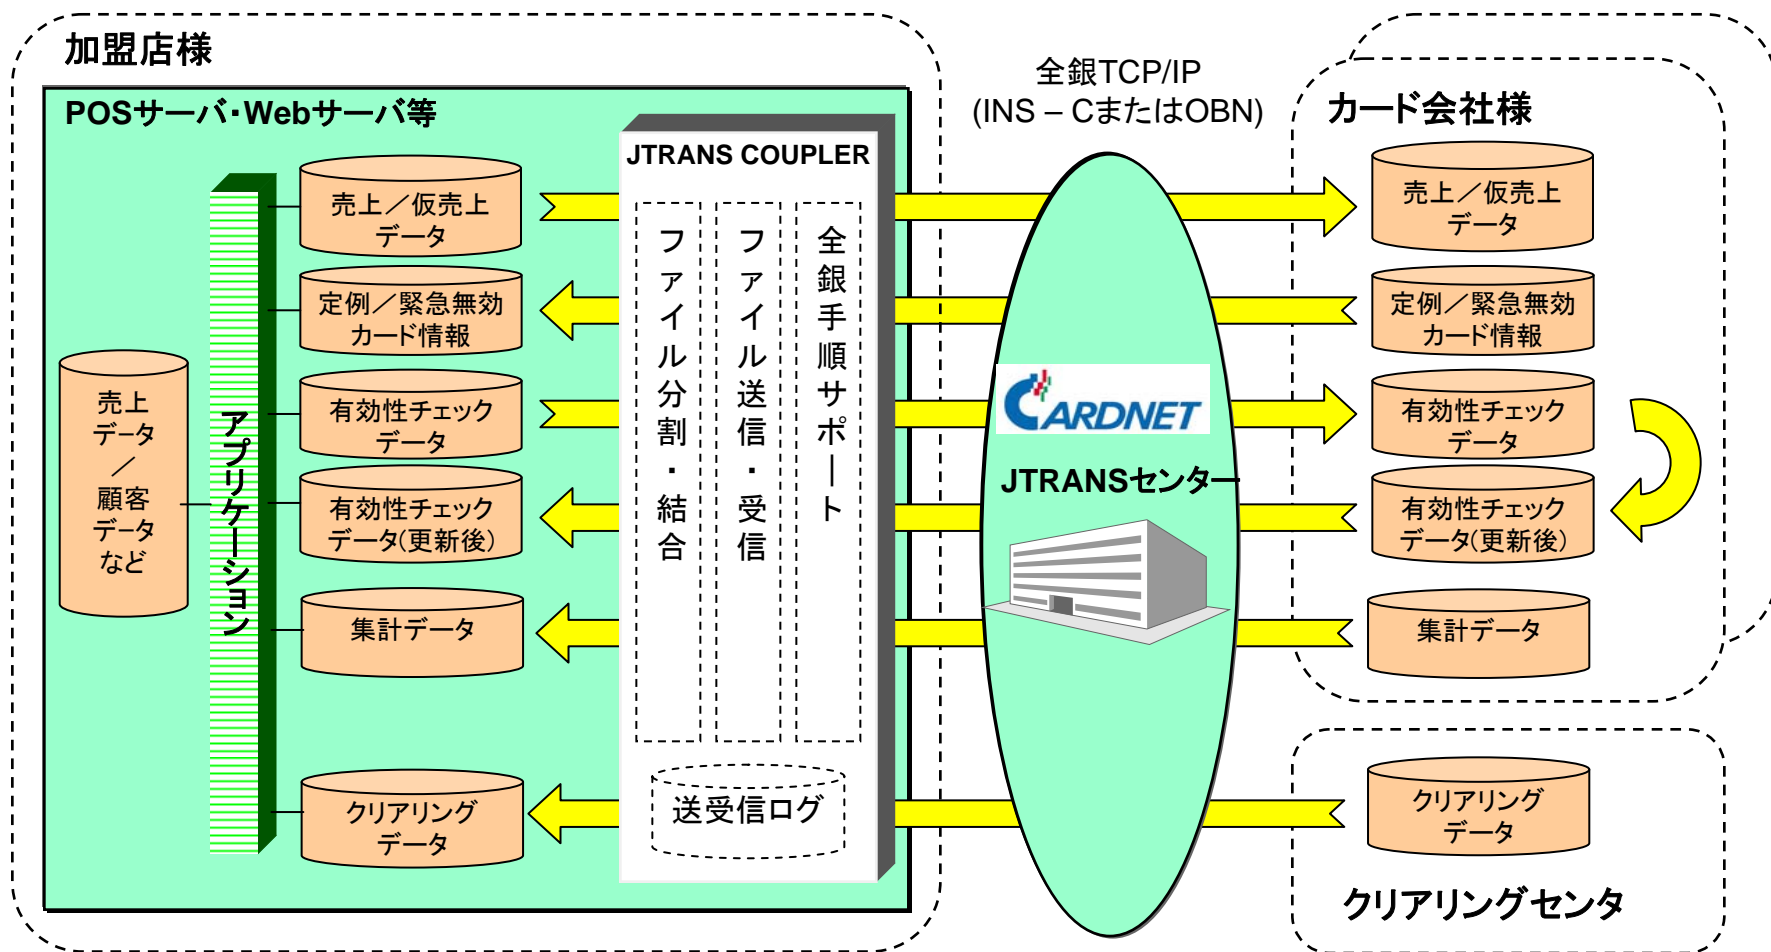 加盟店様
POSサーバ・Webサーバ等
売上
データ
／
顧客
データ
など
アプリケーション
売上／仮売上
データ
定例／緊急無効
カード情報
有効性チェック
データ
有効性チェック
データ(更新後)
集計データ
クリアリング
データ
JTRANS COUPLER
ファイル分割・結合
ファイル送信・受信
全銀手順サポート
送受信ログ
全銀TCP/IP
(INS – CまたはOBN)
CARDNET
JTRANSセンター
カード会社様
売上／仮売上
データ
定例／緊急無効
カード情報
有効性チェック
データ
有効性チェック
データ(更新後)
集計データ
クリアリング
データ
クリアリングセンタ